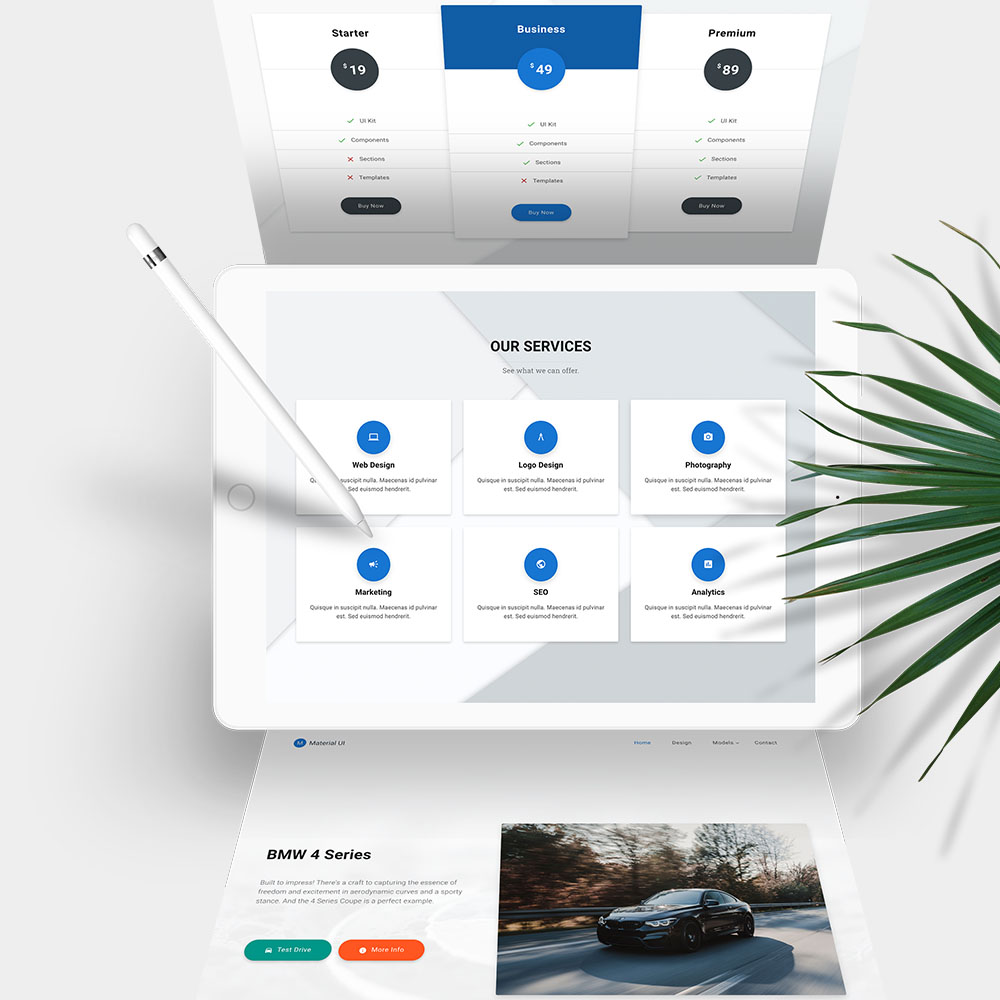 Starter
Business
Premium
$19
$49
$89
UI Kit
UI Kit
UI Kit
Components
Components
Components
Sections
Sections
Sections
Templates
Templates
Templates
Buy Now
Buy Now
Buy Now
OUR SERVICES
See what we can offer.
Web Design
Logo Design
Photography
Qu scipit nulla. Maecenas id pulvinar
est. Sed euismod hendrerit.
Quisque in suscipit nulla. Maecenas id pulvinar
est. Sed euismod hendrerit.
Quisque in suscipit nulla. Maecenas id pulvinar
est. Sed euismod hendrerit.
Marketing
SEO
Analytics
Quisque in suscipit nulla. Maecenas id pulvinar
est. Sed euismod hendrerit.
Quisque in suscipit nulla. Maecenas id pulvinar
est. Sed euismod hendrerit.
Quisque in suscipit nulla. Maecenas id pulvinar
est. Sed euismod hendrerit.
M Material UI
Home Design Models Contact
BMW 4 Series
Built to impress! There's a craft to capturing the essence of
freedom and excitement in aerodynamic curves and a sporty
stance. And the 4 Series Coupe is a perfect example.
Test Drive
More Info